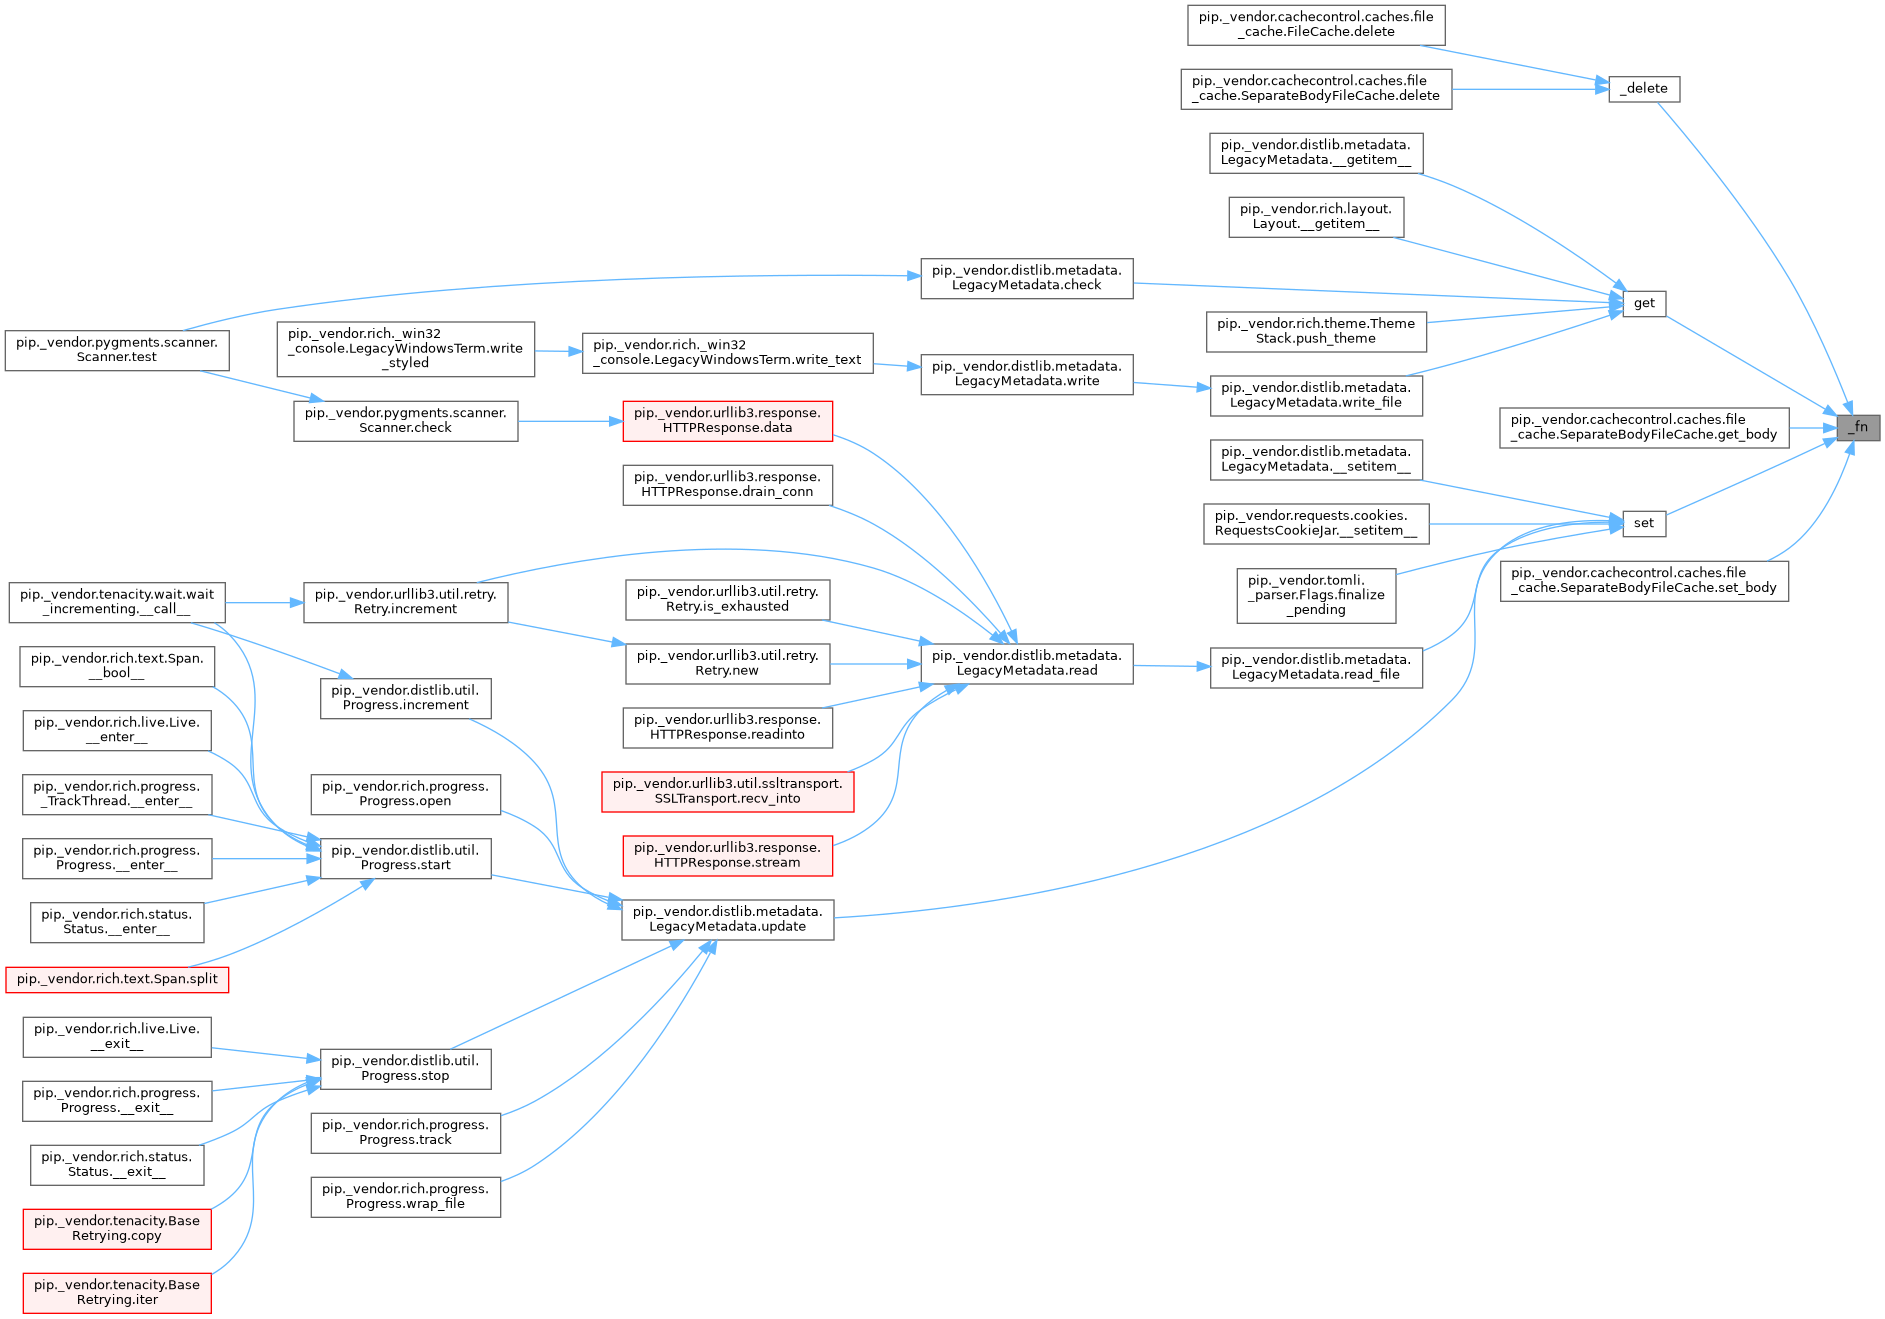 pip._vendor.cachecontrol.caches.file
_cache.FileCache.delete
pip._vendor.cachecontrol.caches.file
_cache.SeparateBodyFileCache.delete
_delete
pip._vendor.distlib.metadata.
LegacyMetadata.__getitem__
pip._vendor.rich.layout.
Layout.__getitem__
pip._vendor.distlib.metadata.
LegacyMetadata.check
get
pip._vendor.rich.theme.Theme
Stack.push_theme
pip._vendor.pygments.scanner.
Scanner.test
pip._vendor.rich._win32
_console.LegacyWindowsTerm.write
_styled
pip._vendor.rich._win32
_console.LegacyWindowsTerm.write_text
pip._vendor.distlib.metadata.
LegacyMetadata.write
pip._vendor.distlib.metadata.
LegacyMetadata.write_file
pip._vendor.pygments.scanner.
Scanner.check
pip._vendor.urllib3.response.
HTTPResponse.data
pip._vendor.cachecontrol.caches.file
_cache.SeparateBodyFileCache.get_body
_fn
pip._vendor.distlib.metadata.
LegacyMetadata.__setitem__
pip._vendor.urllib3.response.
HTTPResponse.drain_conn
pip._vendor.requests.cookies.
RequestsCookieJar.__setitem__
set
pip._vendor.tomli.
_parser.Flags.finalize
_pending
pip._vendor.cachecontrol.caches.file
_cache.SeparateBodyFileCache.set_body
pip._vendor.tenacity.wait.wait
_incrementing.__call__
pip._vendor.urllib3.util.retry.
Retry.increment
pip._vendor.urllib3.util.retry.
Retry.is_exhausted
pip._vendor.rich.text.Span.
__bool__
pip._vendor.urllib3.util.retry.
Retry.new
pip._vendor.distlib.metadata.
LegacyMetadata.read
pip._vendor.distlib.metadata.
LegacyMetadata.read_file
pip._vendor.distlib.util.
Progress.increment
pip._vendor.rich.live.Live.
__enter__
pip._vendor.urllib3.response.
HTTPResponse.readinto
pip._vendor.rich.progress.
_TrackThread.__enter__
pip._vendor.rich.progress.
Progress.open
pip._vendor.urllib3.util.ssltransport.
SSLTransport.recv_into
pip._vendor.rich.progress.
Progress.__enter__
pip._vendor.distlib.util.
Progress.start
pip._vendor.urllib3.response.
HTTPResponse.stream
pip._vendor.rich.status.
Status.__enter__
pip._vendor.distlib.metadata.
LegacyMetadata.update
pip._vendor.rich.text.Span.split
pip._vendor.rich.live.Live.
__exit__
pip._vendor.distlib.util.
Progress.stop
pip._vendor.rich.progress.
Progress.__exit__
pip._vendor.rich.progress.
Progress.track
pip._vendor.rich.status.
Status.__exit__
pip._vendor.rich.progress.
Progress.wrap_file
pip._vendor.tenacity.Base
Retrying.copy
pip._vendor.tenacity.Base
Retrying.iter